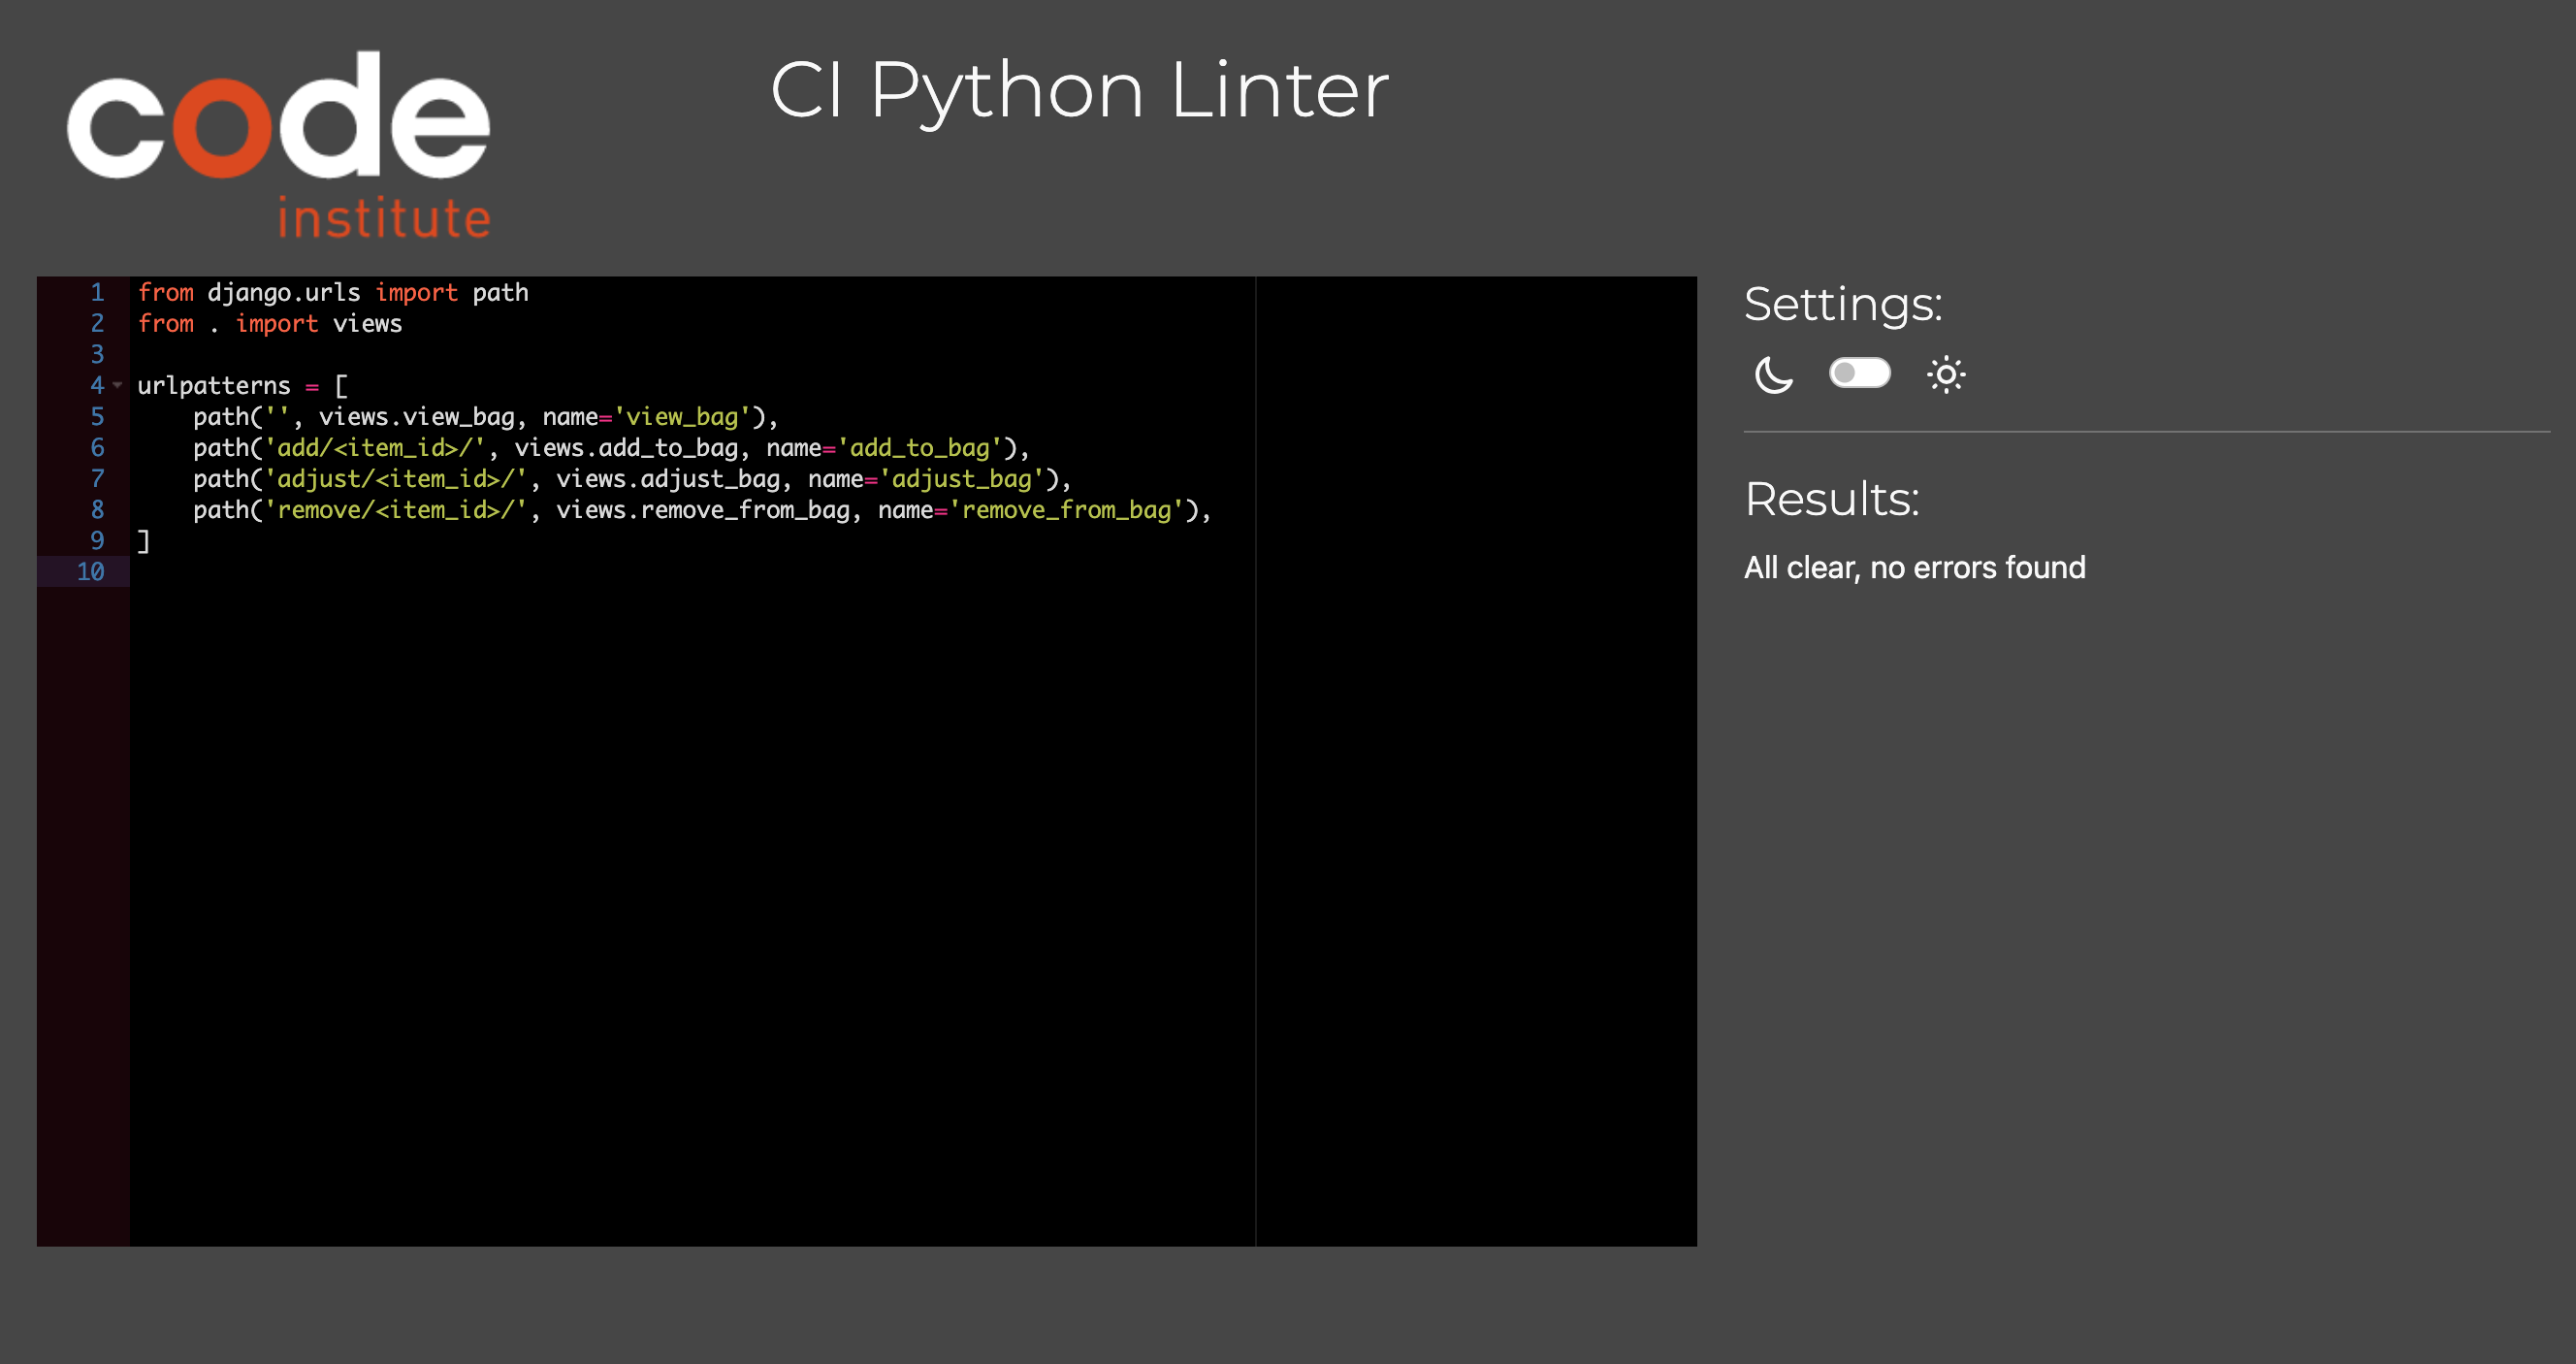 code
institute
CI Python Linter
1 from django.urls import path
2 from . import views
3
4 urlpatterns = [
5     path('', views.view_bag, name='view_bag'),
6     path('add/<item_id>/', views.add_to_bag, name='add_to_bag'),
7     path('adjust/<item_id>/', views.adjust_bag, name='adjust_bag'),
8     path('remove/<item_id>/', views.remove_from_bag, name='remove_from_bag'),
9 ]
10
Settings:
Results:
All clear, no errors found